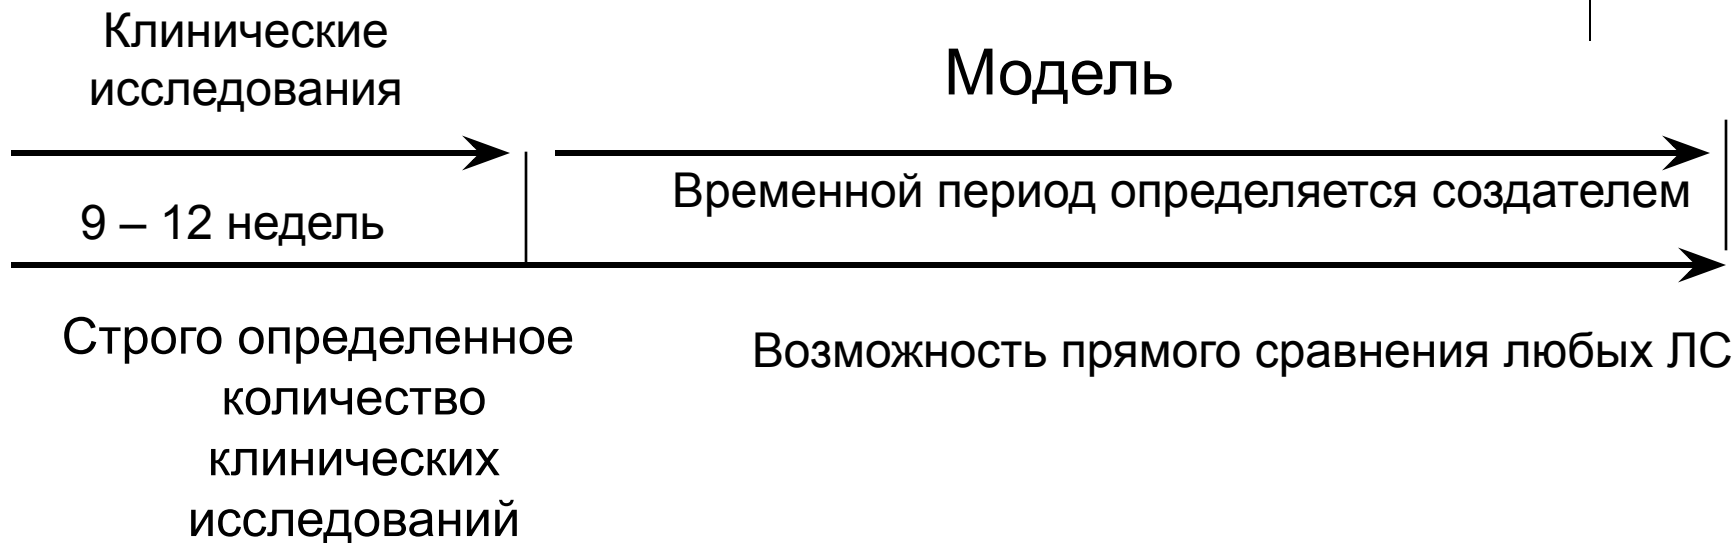 Клинические
исследования
Модель
9 – 12 недель
Временной период определяется создателем
Строго определенное
количество
клинических
исследований
Возможность прямого сравнения любых ЛС